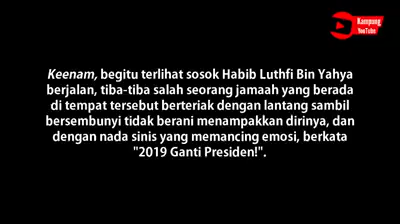 Kampung
YouTube
Keenam, begitu terlihat sosok Habib Luthfi Bin Yahya
berjalan, tiba-tiba salah seorang jamaah yang berada
di tempat tersebut berteriak dengan lantang sambil
bersembunyi tidak berani menampakkan dirinya, dan
dengan nada sinis yang memancing emosi, berkata
"2019 Ganti Presiden!".